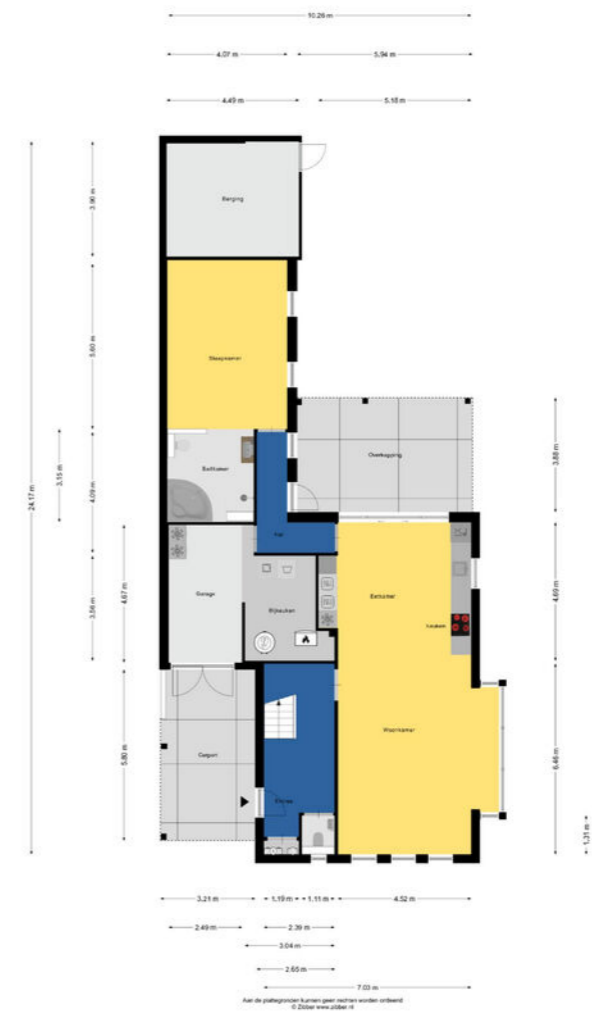 10.26 m
4.07 m
5.94 m
4.49 m
5.18 m
3.90 m
Berging
5.60 m
Slaapkamer
24.17 m
3.15 m
4.09 m
Badkamer
Overkapping
3.88 m
Hal
4.67 m
3.56 m
Garage
Bijkeuken
Eetkamer
Keuken
4.69 m
Woonkamer
Carport
5.80 m
Entree
6.46 m
1.31 m
3.21 m
1.19 m
1.11 m
4.52 m
2.49 m
2.39 m
3.04 m
2.65 m
7.03 m
Aan de plattegronden kunnen geen rechten worden ontleend
© Zibber www.zibber.nl